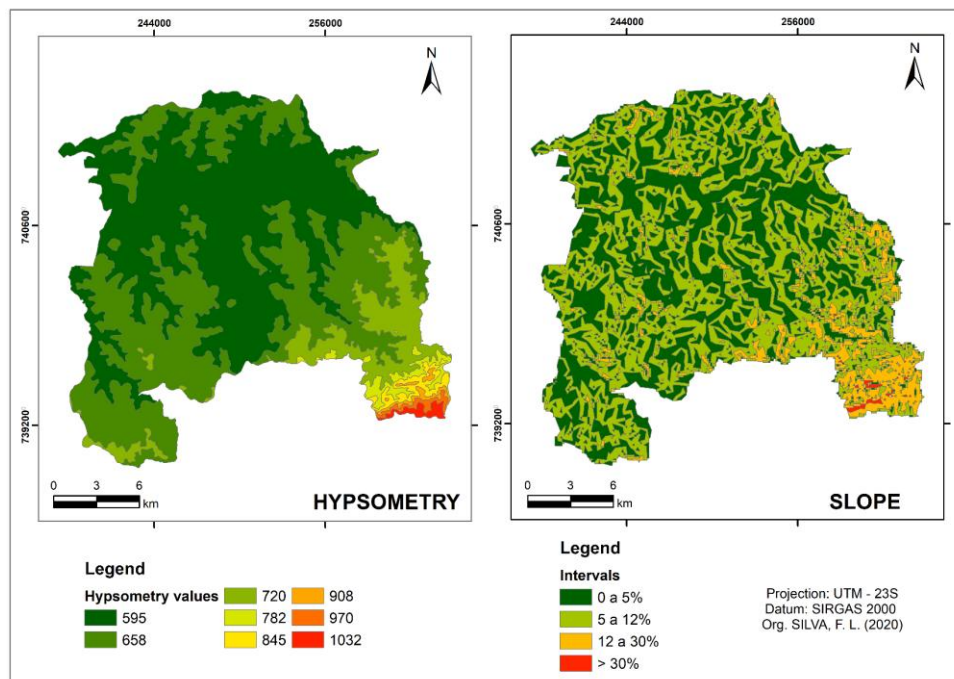 244000 256000
N
740600
739200
0 3 6
km
HYPSOMETRY
244000 256000
N
740600
739200
0 3 6
km
SLOPE
Legend
Hypsometry values
595
658
720
782
845
908
970
1032
Legend
Intervals
0 a 5%
5 a 12%
12 a 30%
> 30%
Projection: UTM - 23S
Datum: SIRGAS 2000
Org. SILVA, F. L. (2020)